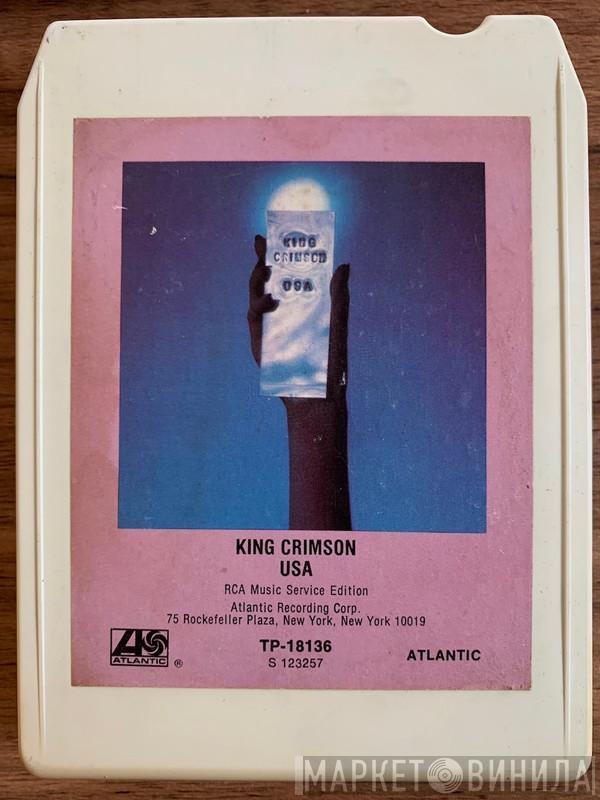 KING
CRIMSON
USA
KING CRIMSON
USA
RCA Music Service Edition
Atlantic Recording Corp.
75 Rockefeller Plaza, New York, New York 10019
TP-18136
S 123257
ATLANTIC
ATLANTIC
®
МАРКЕТ ВИНИЛА